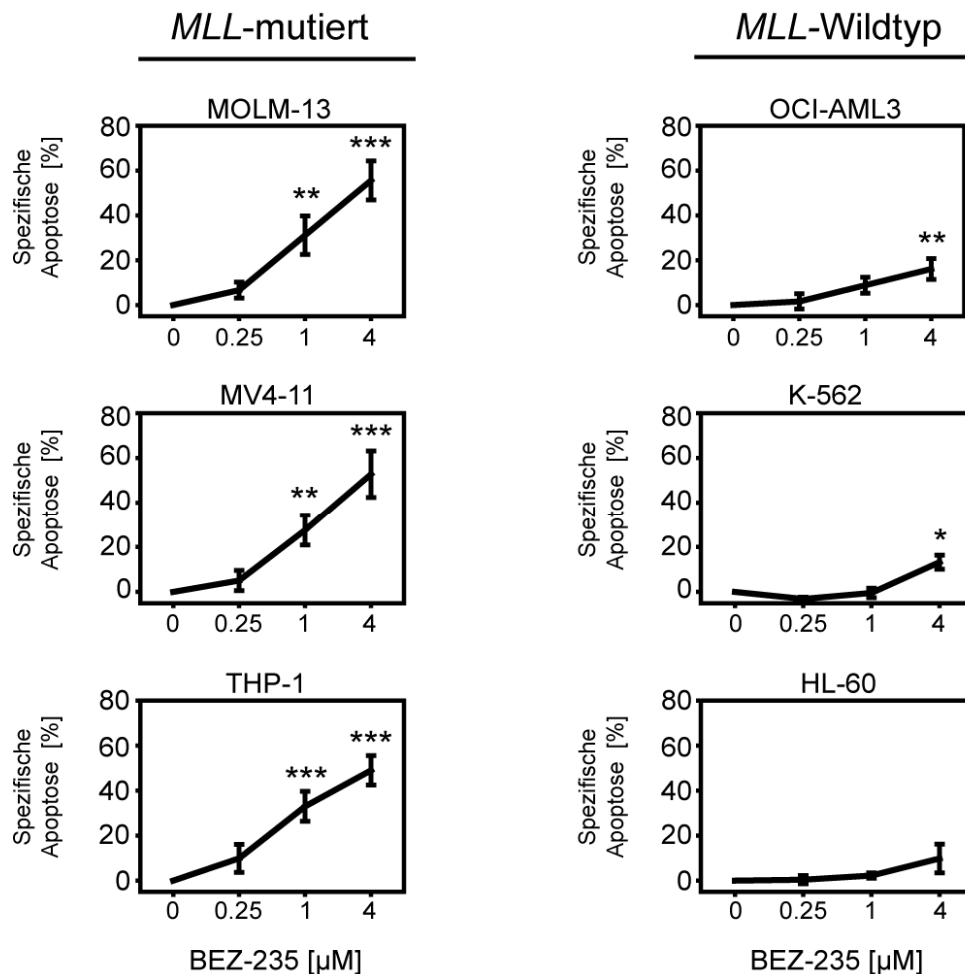 MLL-mutiert
MOLM-13
Spezifische
Apoptose [%]
80
60
40
20
0
**
***
0 0.25 1 4
MV4-11
Spezifische
Apoptose [%]
80
60
40
20
0
**
***
0 0.25 1 4
THP-1
Spezifische
Apoptose [%]
80
60
40
20
0
***
***
0 0.25 1 4
BEZ-235 [µM]
MLL-Wildtyp
OCI-AML3
Spezifische
Apoptose [%]
80
60
40
20
0
**
0 0.25 1 4
K-562
Spezifische
Apoptose [%]
80
60
40
20
0
*
0 0.25 1 4
HL-60
Spezifische
Apoptose [%]
80
60
40
20
0
0 0.25 1 4
BEZ-235 [µM]